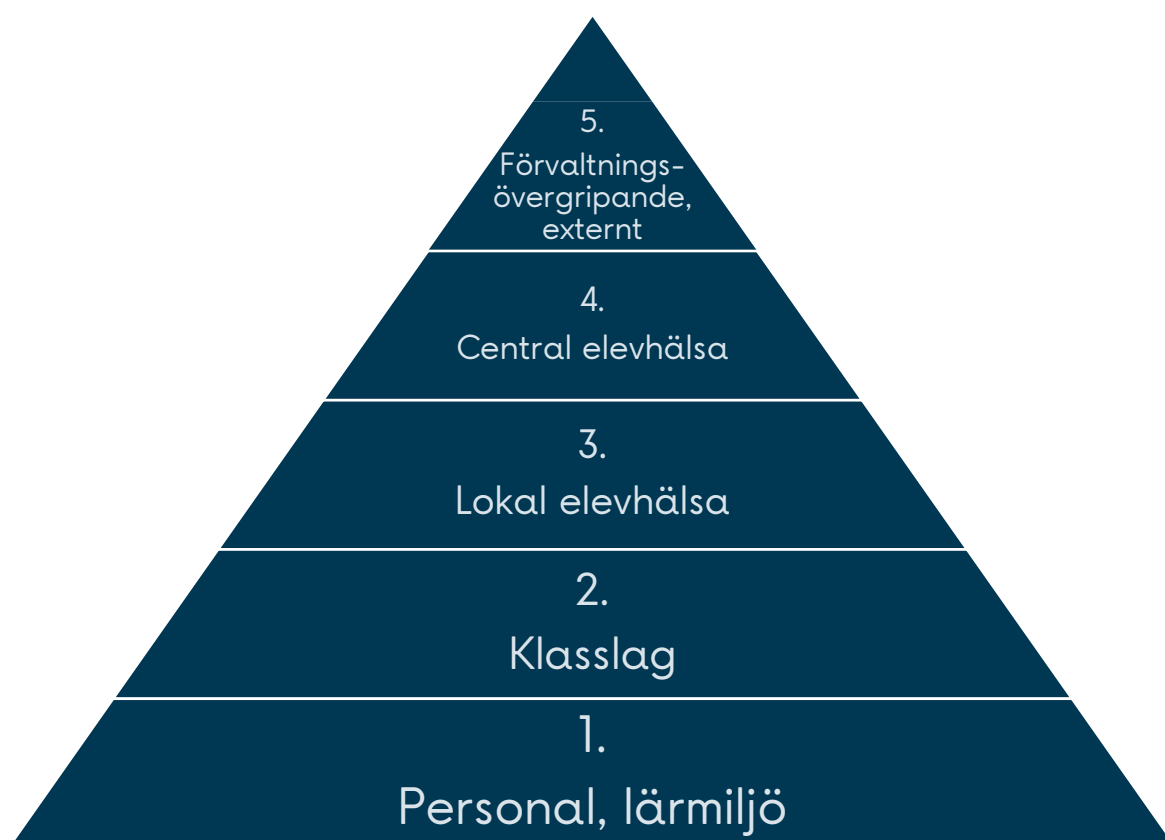 5.
Förvaltnings-
övergripande,
externt
4.
Central elevhälsa
3.
Lokal elevhälsa
2.
Klasslag
1.
Personal, lärmiljö